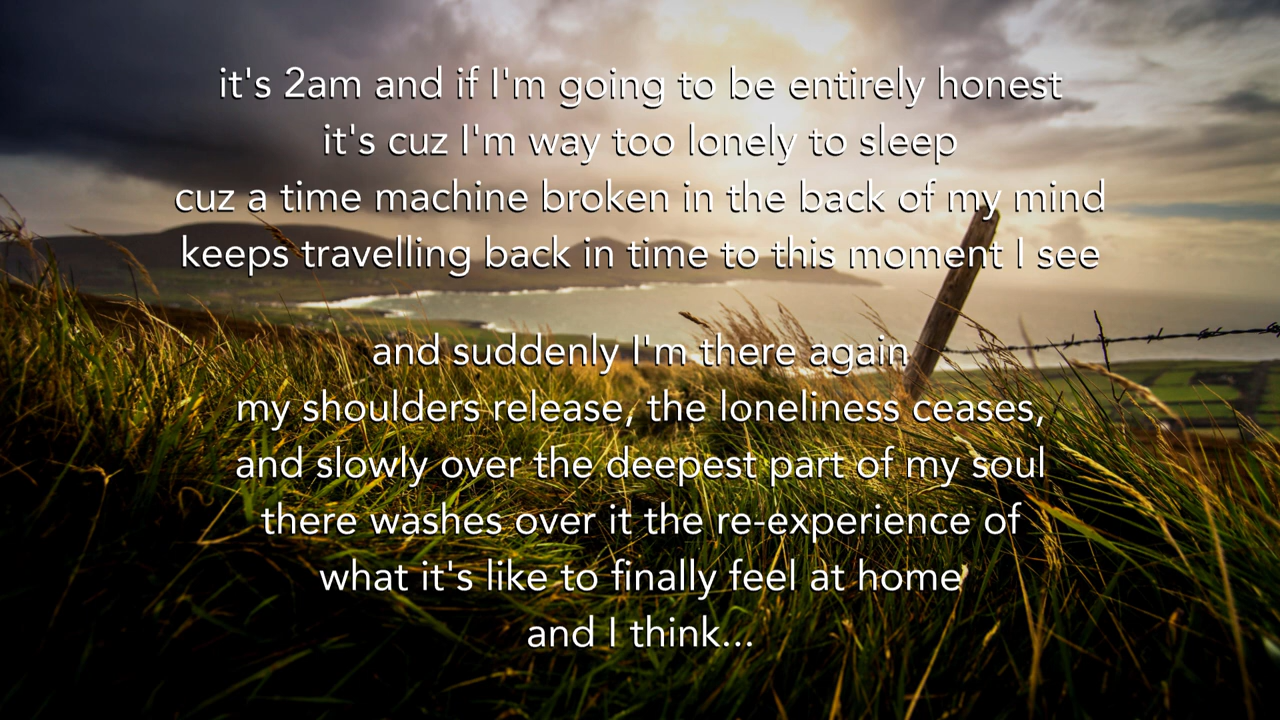 it's 2am and if I'm going to be entirely honest
it's cuz I'm way too lonely to sleep
cuz a time machine broken in the back of my mind
keeps travelling back in time to this moment I see
and suddenly I'm there again
my shoulders release, the loneliness ceases,
and slowly over the deepest part of my soul
there washes over it the re-experience of
what it's like to finally feel at home
and I think...